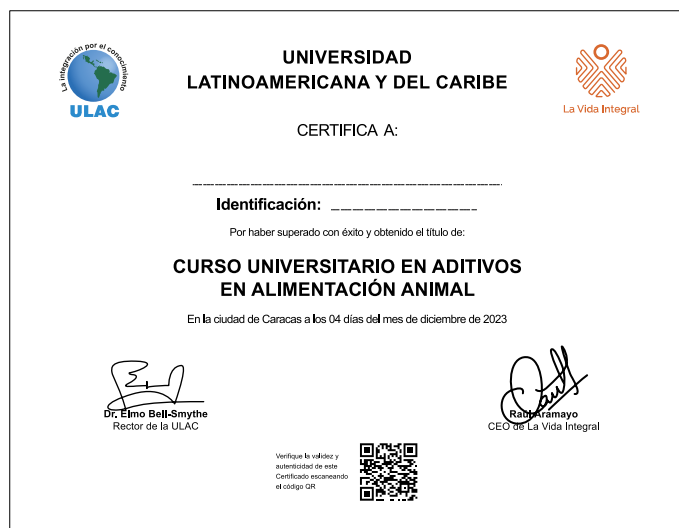 La integración por el conocimiento
ULAC
UNIVERSIDAD
LATINOAMERICANA Y DEL CARIBE
La Vida Integral
CERTIFICA A:
Identificación:
Por haber superado con éxito y obtenido el título de:
CURSO UNIVERSITARIO EN ADITIVOS
EN ALIMENTACIÓN ANIMAL
En la ciudad de Caracas a los 04 días del mes de diciembre de 2023
Dr. Elmo Bell-Smythe
Rector de la ULAC
Raúl Aramayo
CEO de La Vida Integral
Verifique la validez y
autenticidad de este
Certificado escaneando
el código QR